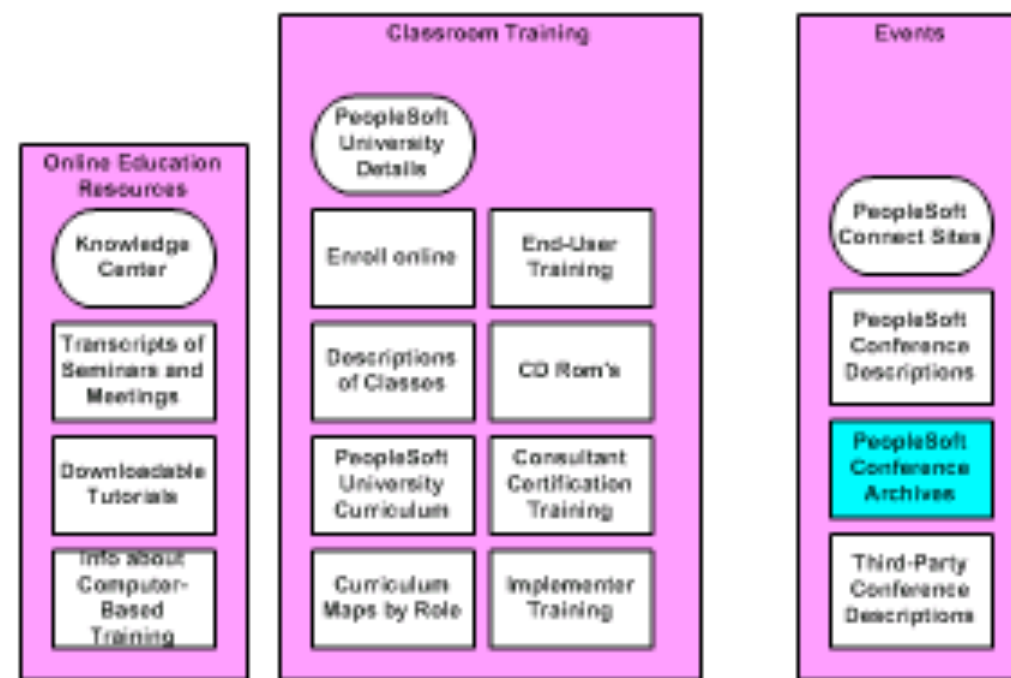 Online Education
Resources
Knowledge
Center
Transcripts of
Seminars and
Meetings
Downloadable
Tutorials
Info about
Computer-
Based
Training
Classroom Training
PeopleSoft
University
Details
Enroll online
End-User
Training
Descriptions
of Classes
CD Rom's
PeopleSoft
University
Curriculum
Consultant
Certification
Training
Curriculum
Maps by Role
Implementer
Training
Events
PeopleSoft
Connect Sites
PeopleSoft
Conference
Descriptions
PeopleSoft
Conference
Archives
Third-Party
Conference
Descriptions